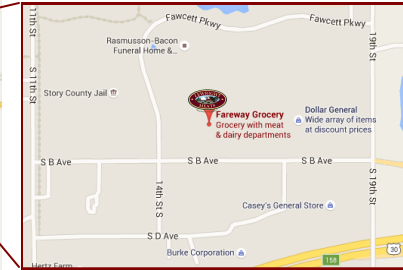 11th St
Fawcett Pkwy
Fawcett Pkwy
19th St
Rasmusson-Bacon
Funeral Home &...
S 11th St
Story County Jail
Fareway Grocery
Grocery with meat
& dairy departments
Dollar General
Wide array of items
at discount prices
S B Ave
S B Ave
S B Ave
14th St S
S 19th St
Casey's General Store
S D Ave
Burke Corporation
30
158
Hertz Farm